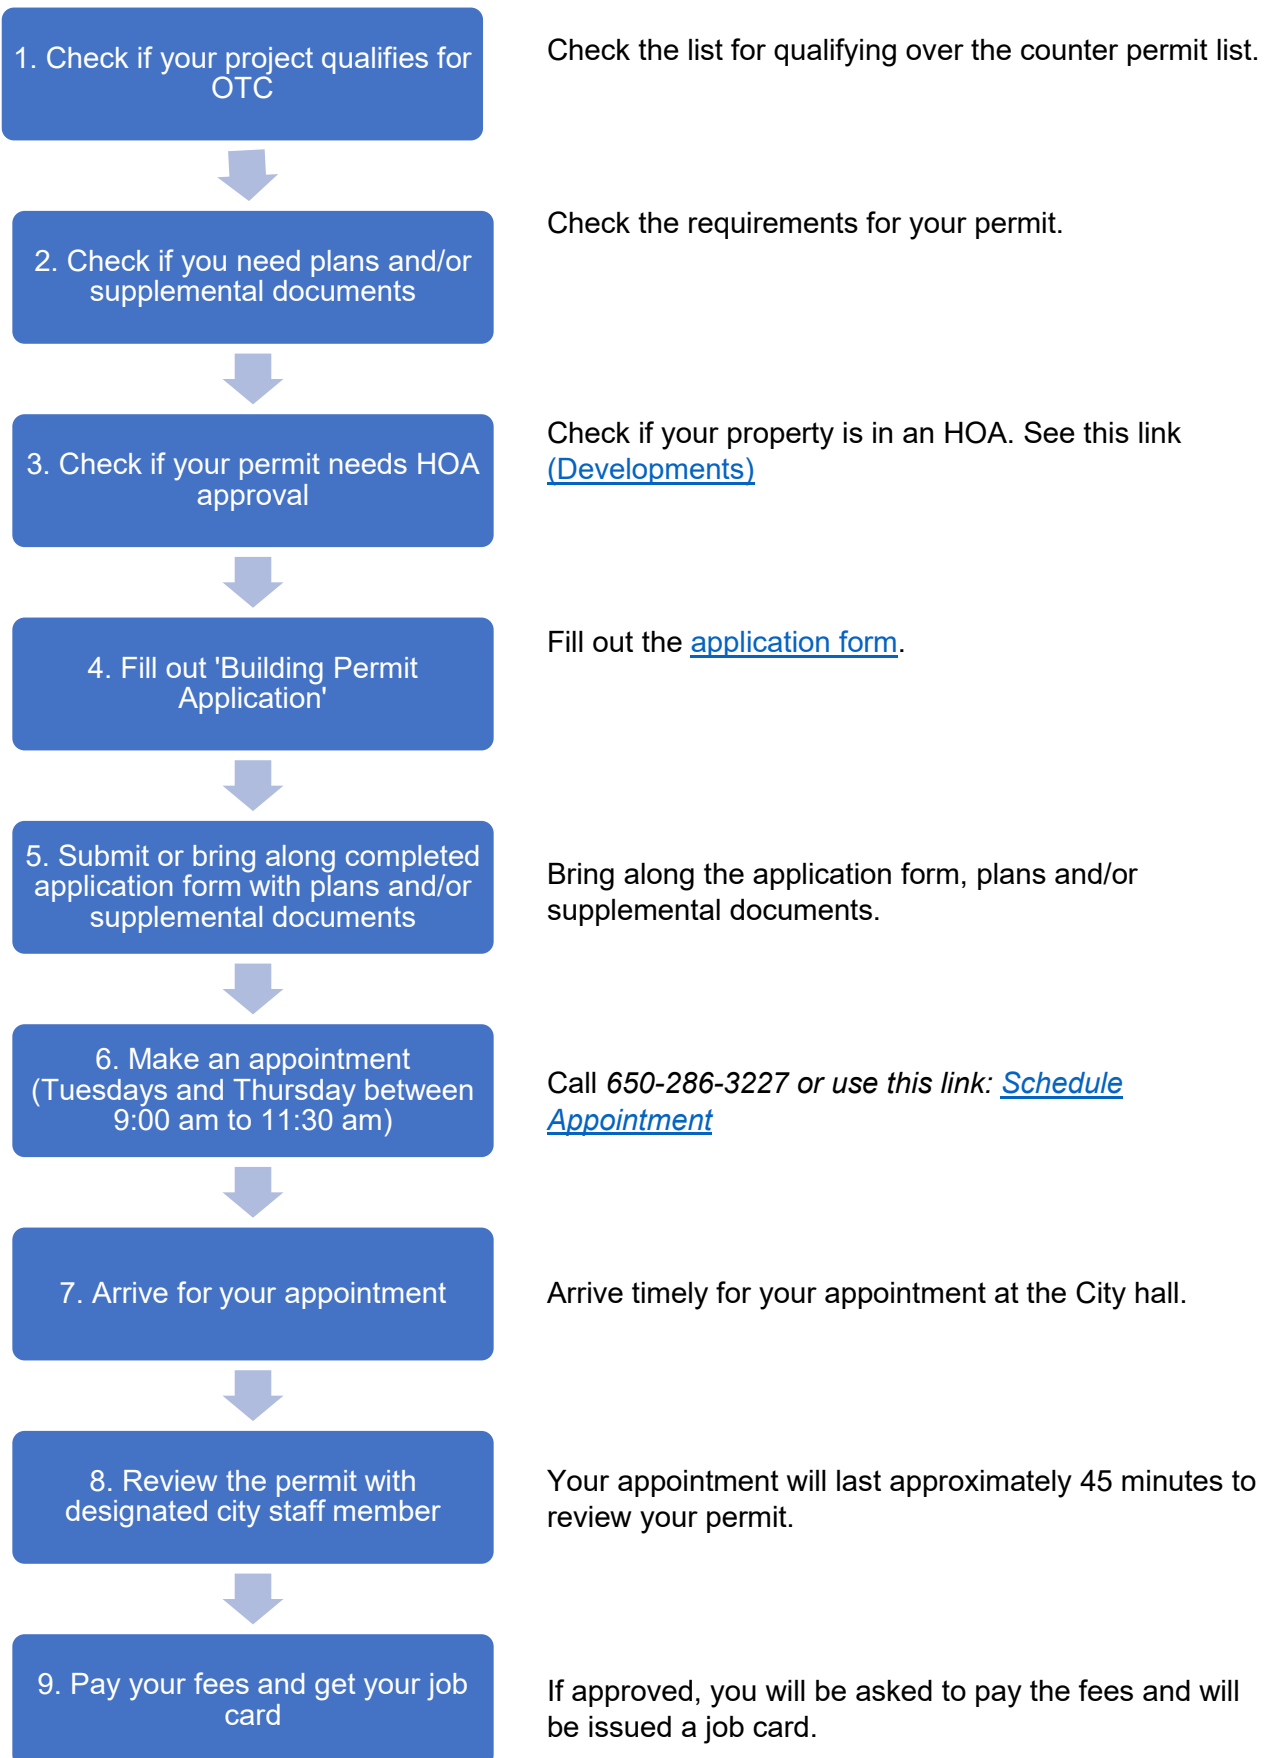 1. Check if your project qualifies for
OTC
Check the list for qualifying over the counter permit list.
2. Check if you need plans and/or
supplemental documents
Check the requirements for your permit.
3. Check if your permit needs HOA
approval
Check if your property is in an HOA. See this link
(Developments)
4. Fill out 'Building Permit
Application'
Fill out the application form.
5. Submit or bring along completed
application form with plans and/or
supplemental documents
Bring along the application form, plans and/or
supplemental documents.
6. Make an appointment
(Tuesdays and Thursday between
9:00 am to 11:30 am)
Call 650-286-3227 or use this link: Schedule
Appointment
7. Arrive for your appointment
Arrive timely for your appointment at the City hall.
8. Review the permit with
designated city staff member
Your appointment will last approximately 45 minutes to
review your permit.
9. Pay your fees and get your job
card
If approved, you will be asked to pay the fees and will
be issued a job card.